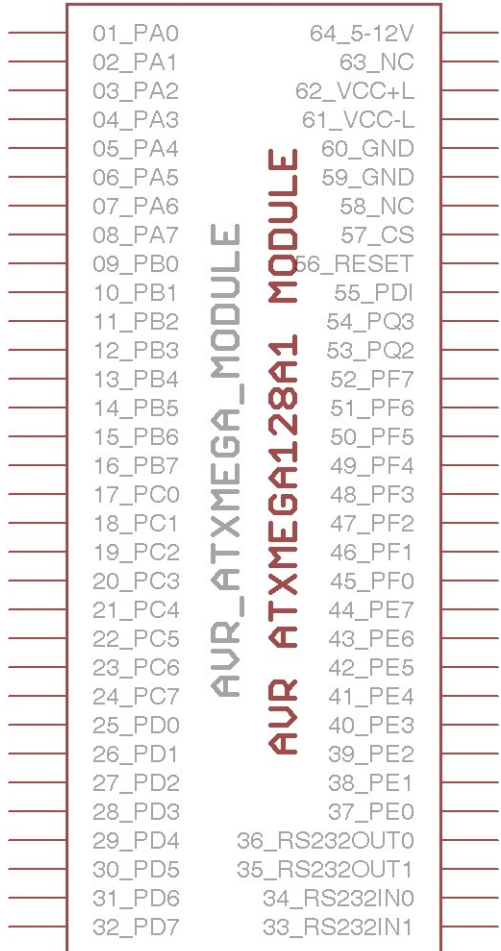 01_PA0 64_5-12V
02_PA1 63_NC
03_PA2 62_VCC+L
04_PA3 61_VCC-L
05_PA4 60_GND
06_PA5 59_GND
07_PA6 58_NC
08_PA7 57_CS
09_PB0 56_RESET
10_PB1 55_PDI
11_PB2 54_PQ3
12_PB3 53_PQ2
13_PB4 52_PF7
14_PB5 51_PF6
15_PB6 50_PF5
16_PB7 49_PF4
17_PC0 48_PF3
18_PC1 47_PF2
19_PC2 46_PF1
20_PC3 45_PF0
21_PC4 44_PE7
22_PC5 43_PE6
23_PC6 42_PE5
24_PC7 41_PE4
25_PD0 40_PE3
26_PD1 39_PE2
27_PD2 38_PE1
28_PD3 37_PE0
29_PD4 36_RS232OUT0
30_PD5 35_RS232OUT1
31_PD6 34_RS232IN0
32_PD7 33_RS232IN1
AVR_ATXMEGA_MODULE
AVR ATXMEGA128A1 MODULE